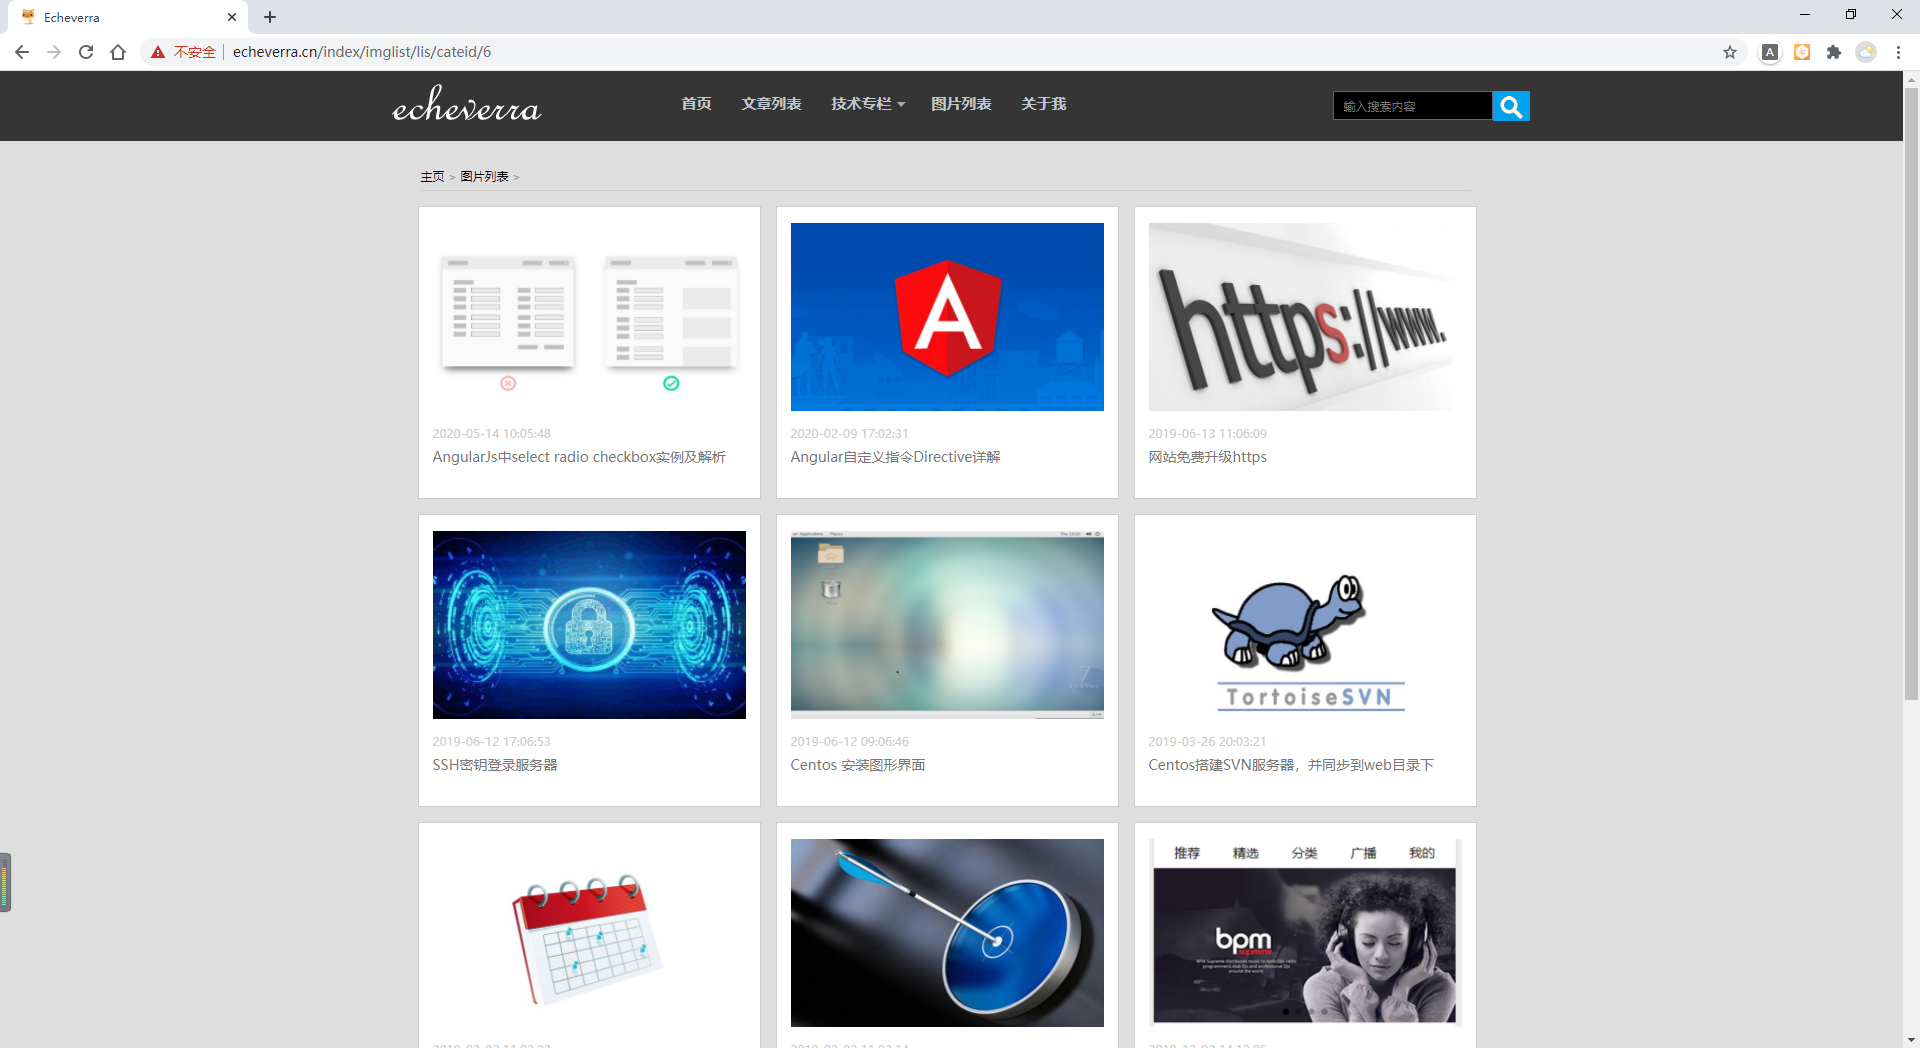 Echeverra
不安全
echeverra.cn/index/imglist/lis/cateid/6
echeverra
首页
文章列表
技术专栏
图片列表
关于我
输入搜索内容
主页 > 图片列表 >
A
https://www.
2020-05-14 10:05:48
AngularJs中select radio checkbox实例及解析
2020-02-09 17:02:31
Angular自定义指令Directive详解
2019-06-13 11:06:09
网站免费升级https
Applications Places
7
TortoiseSVN
2019-06-12 17:06:53
SSH密钥登录服务器
2019-06-12 09:06:46
Centos 安装图形界面
2019-03-26 20:03:21
Centos搭建SVN服务器，并同步到web目录下
推荐
精选
分类
广播
我的
bpm
supreme